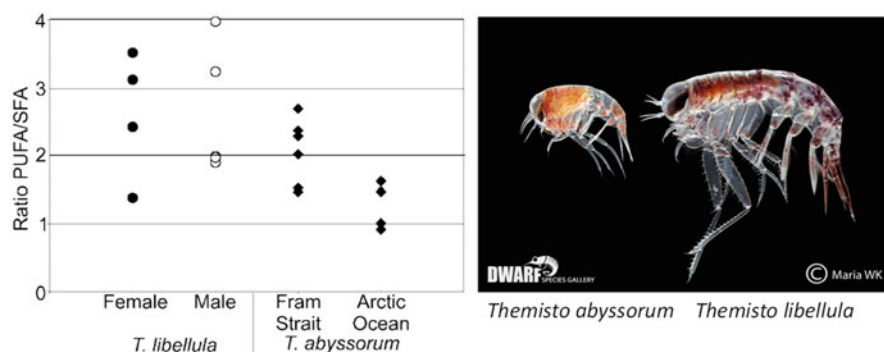 Ratio PUFA/SFA
4
3
2
1
0
Female Male Fram Strait Arctic Ocean
T. libellula T. abyssorum
DWARF SPECIES GALLERY
© Maria WK
Themisto abyssorum Themisto libellula